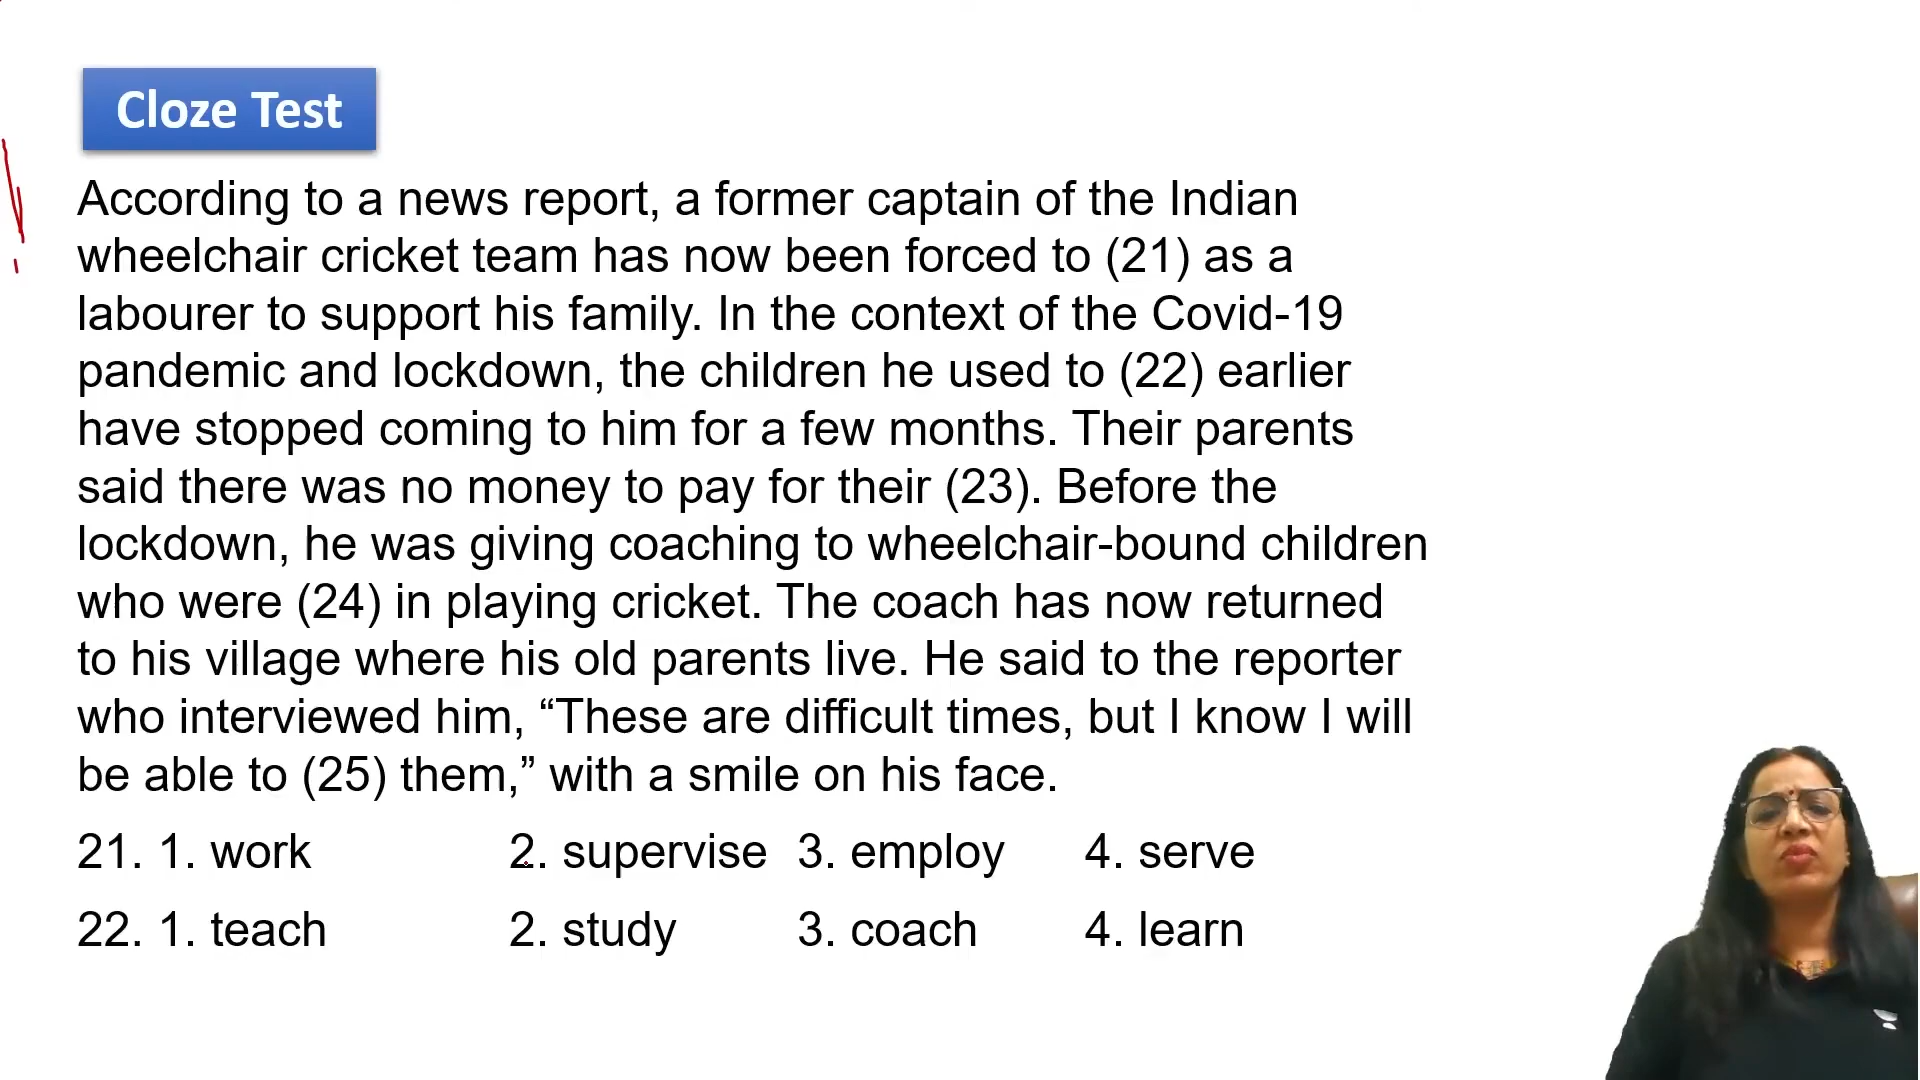 Cloze Test
According to a news report, a former captain of the Indian
wheelchair cricket team has now been forced to (21) as a
labourer to support his family. In the context of the Covid-19
pandemic and lockdown, the children he used to (22) earlier
have stopped coming to him for a few months. Their parents
said there was no money to pay for their (23). Before the
lockdown, he was giving coaching to wheelchair-bound children
who were (24) in playing cricket. The coach has now returned
to his village where his old parents live. He said to the reporter
who interviewed him, “These are difficult times, but I know I will
be able to (25) them,” with a smile on his face.
21. 1. work 2. supervise 3. employ 4. serve
22. 1. teach 2. study 3. coach 4. learn